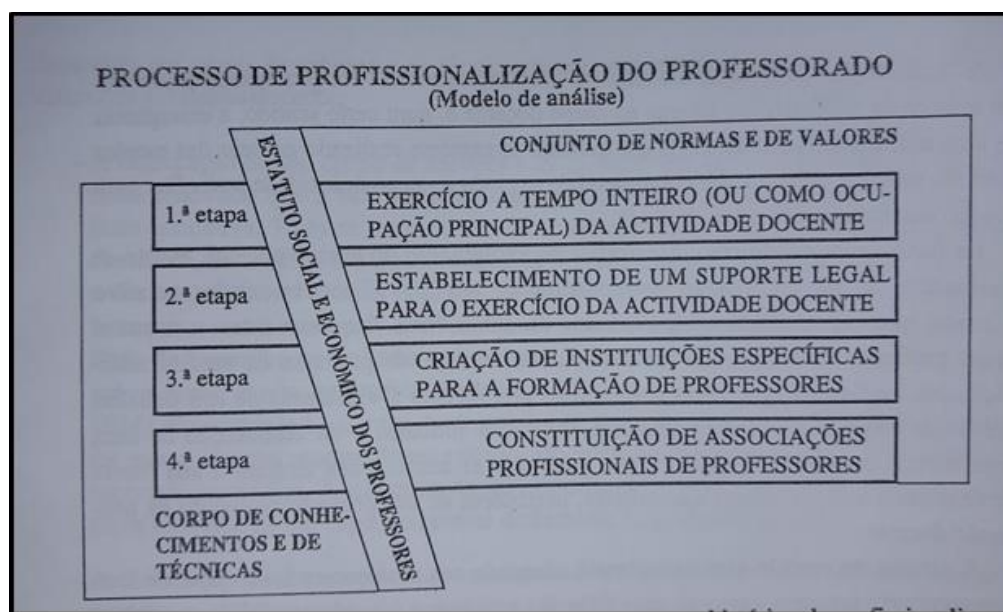 PROCESSO DE PROFISSIONALIZAÇÃO DO PROFESSORADO
(Modelo de análise)
CONJUNTO DE NORMAS E DE VALORES
ESTATUTO SOCIAL E ECONÓMICO DOS PROFESSORES
1.ª etapa
EXERCÍCIO A TEMPO INTEIRO (OU COMO OCU-
PAÇÃO PRINCIPAL) DA ACTIVIDADE DOCENTE
2.ª etapa
ESTABELECIMENTO DE UM SUPORTE LEGAL
PARA O EXERCÍCIO DA ACTIVIDADE DOCENTE
3.ª etapa
CRIAÇÃO DE INSTITUIÇÕES ESPECÍFICAS
PARA A FORMAÇÃO DE PROFESSORES
4.ª etapa
CONSTITUIÇÃO DE ASSOCIAÇÕES
PROFISSIONAIS DE PROFESSORES
CORPO DE CONHE-
CIMENTOS E DE
TÉCNICAS